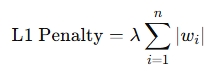 L1 Penalty = λ ∑_{i=1}^{n} |w_i|